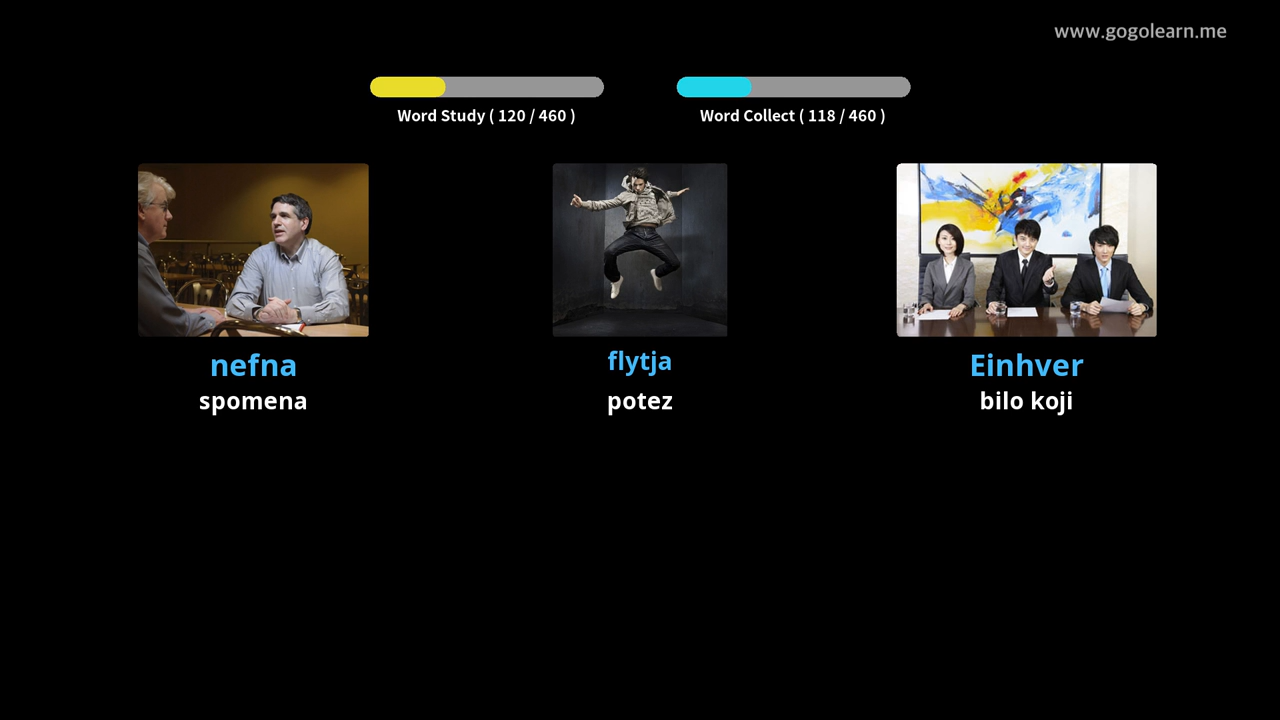 www.gogolearn.me
Word Study ( 120 / 460 )
Word Collect ( 118 / 460 )
nefna
spomena
flytja
potez
Einhver
bilo koji